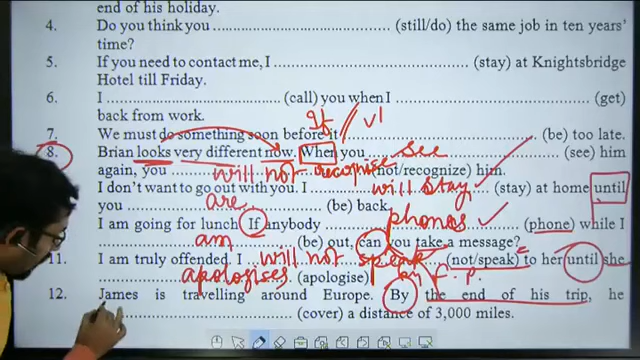 end of his holiday.
4. Do you think you .................... (still/do) the same job in ten years'
time?
5. If you need to contact me, I .................... (stay) at Knightsbridge
Hotel till Friday.
6. I .................... (call) you when I .................... (get)
back from work.
If / v1
7. We must do something soon before it .................... (be) too late.
8. Brian looks very different now. When you see (see) him
again, you will not recognise (not/recognize) him.
I don't want to go out with you. I will stay (stay) at home until
you are (be) back.
I am going for lunch. If anybody phones (phone) while I
am (be) out, can you take a message?
11. I am truly offended. I will not speak (not/speak) to her until she
apologises (apologise) by f.p.
12. James is travelling around Europe. By the end of his trip, he
.................... (cover) a distance of 3,000 miles.